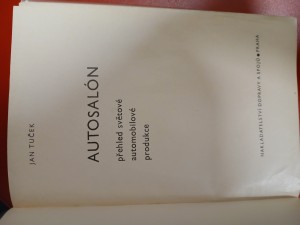 JAN TUČEK
AUTOSALÓN
přehled světové
automobilové
produkce
NAKLADATELSTVÍ DOPRAVY A SPOJŮ • PRAHA